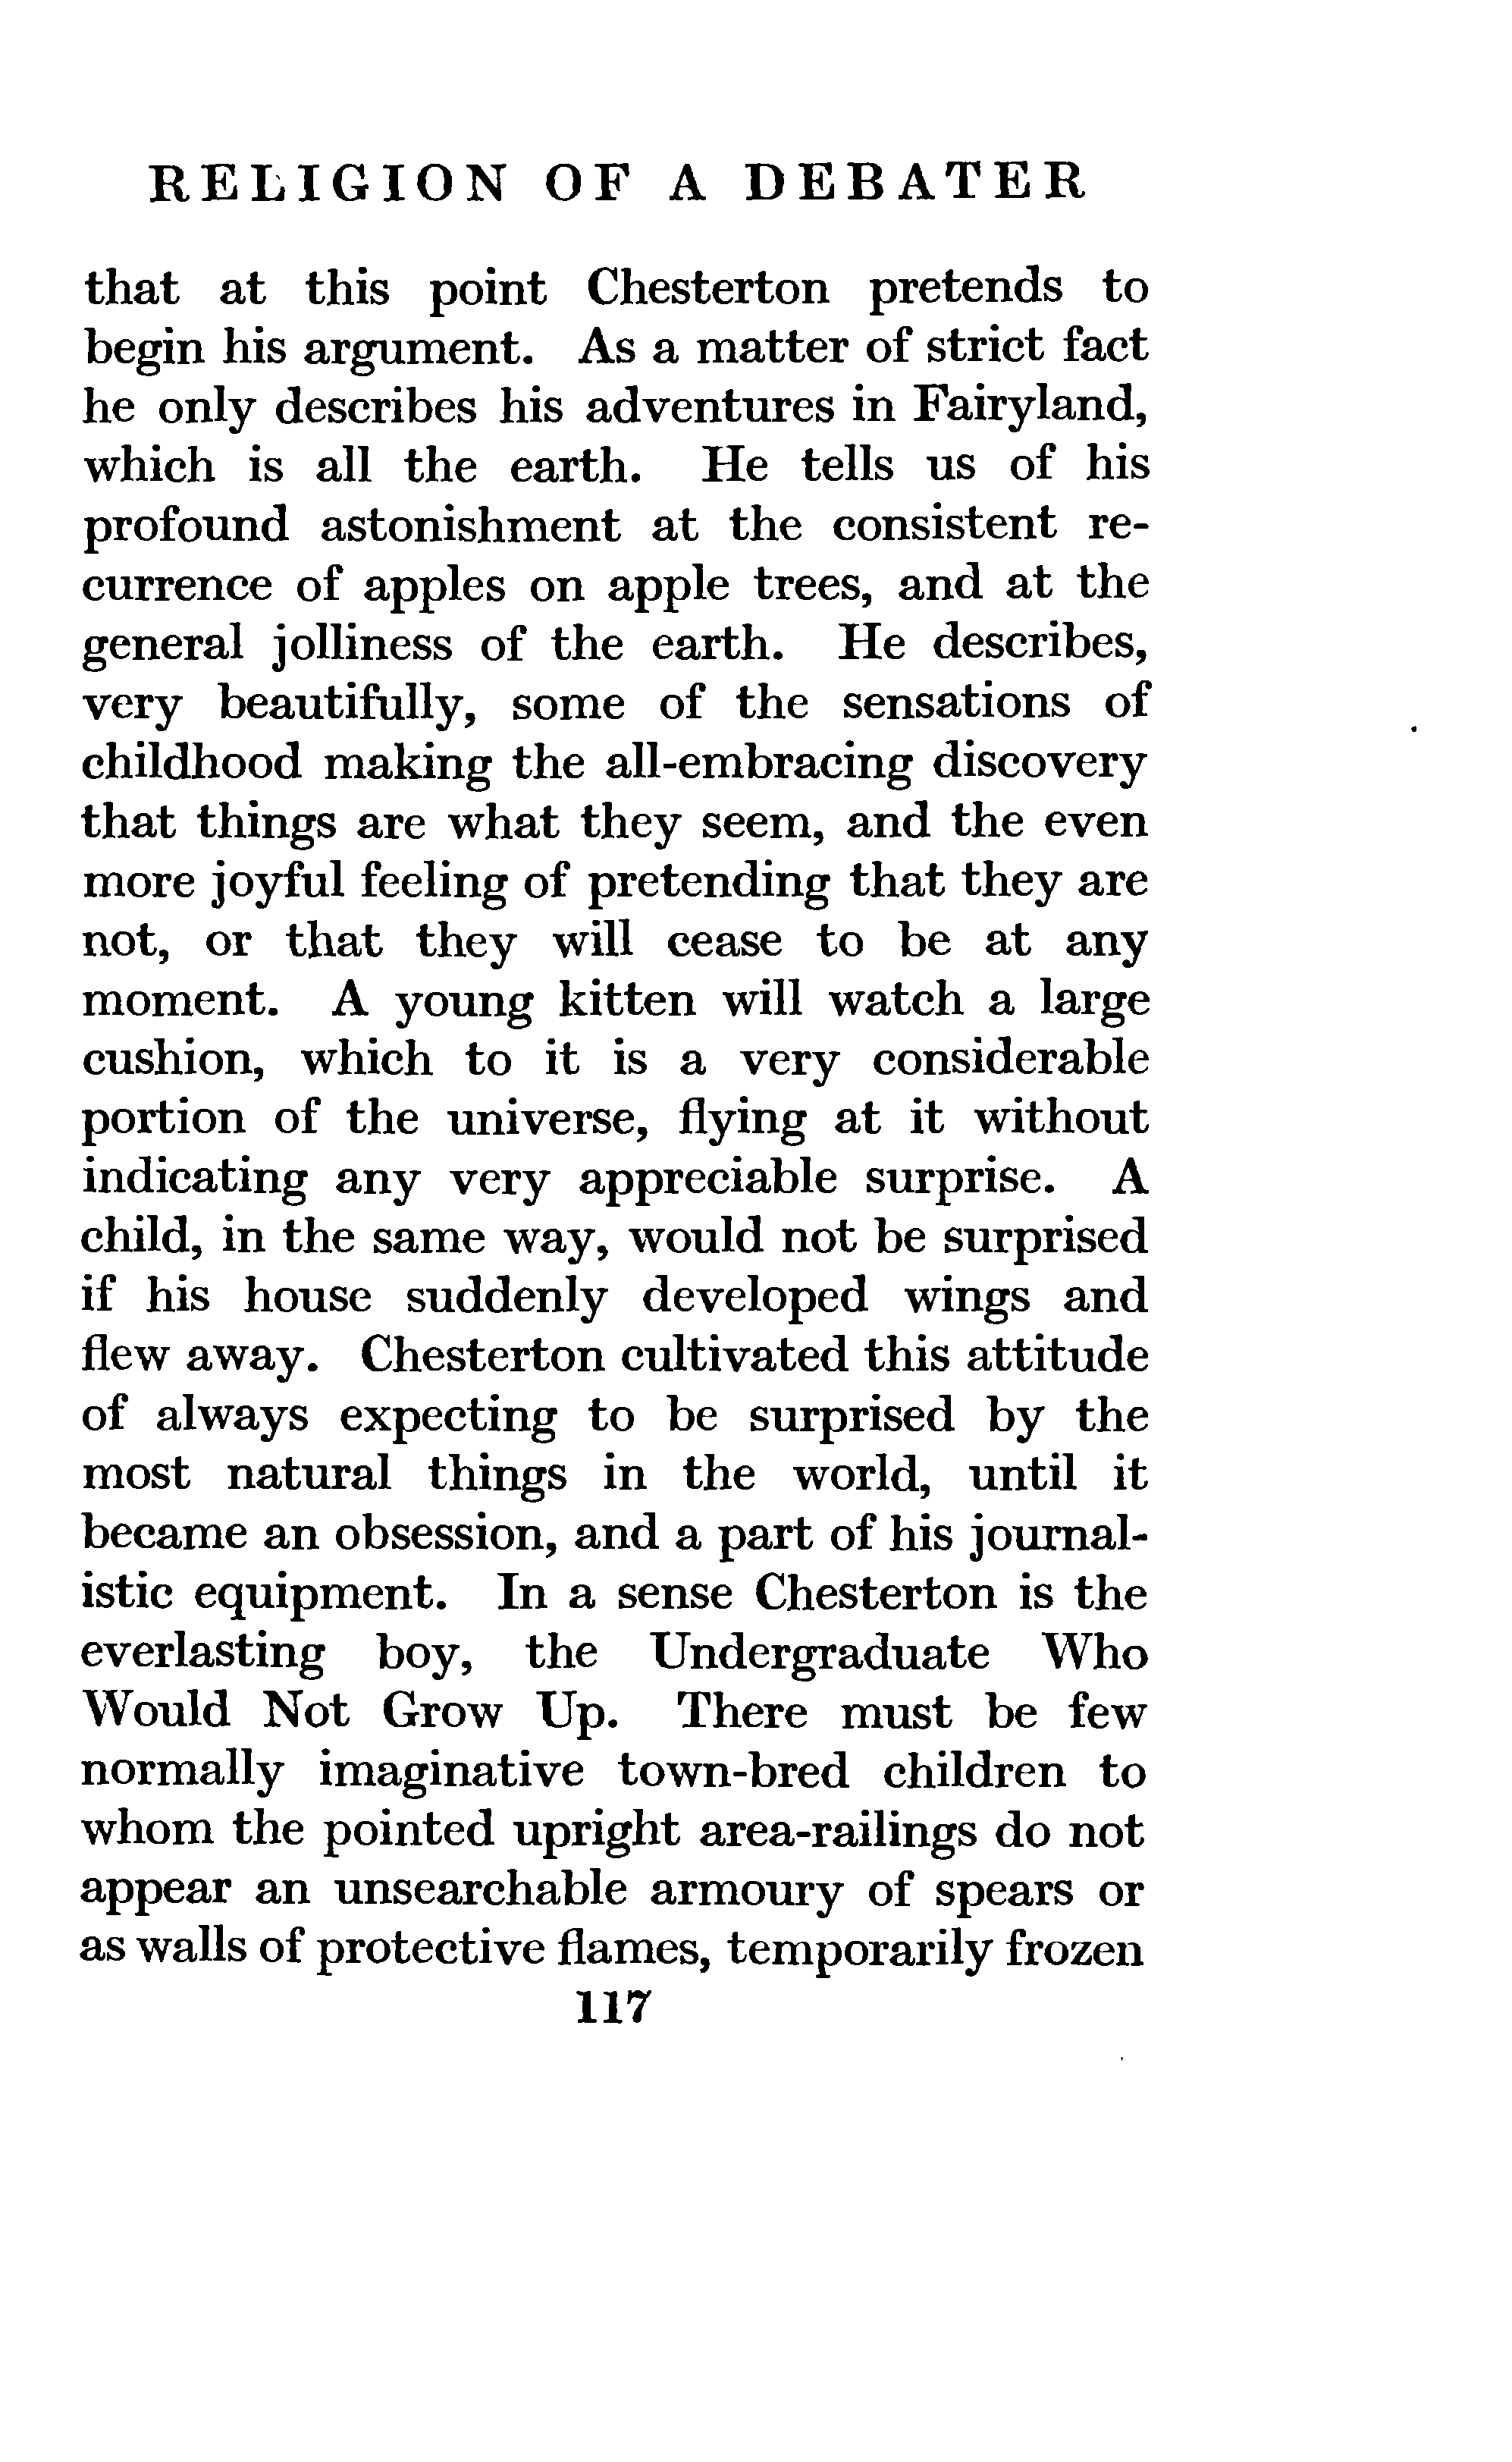 RELIGION OF A DEBATER
that at this point Chesterton pretends to
begin his argument. As a matter of strict fact
he only describes his adventures in Fairyland,
which is all the earth. He tells us of his
profound astonishment at the consistent re-
currence of apples on apple trees, and at the
general jolliness of the earth. He describes,
very beautifully, some of the sensations of
childhood making the all-embracing discovery
that things are what they seem, and the even
more joyful feeling of pretending that they are
not, or that they will cease to be at any
moment. A young kitten will watch a large
cushion, which to it is a very considerable
portion of the universe, flying at it without
indicating any very appreciable surprise. A
child, in the same way, would not be surprised
if his house suddenly developed wings and
flew away. Chesterton cultivated this attitude
of always expecting to be surprised by the
most natural things in the world, until it
became an obsession, and a part of his journal-
istic equipment. In a sense Chesterton is the
everlasting boy, the Undergraduate Who
Would Not Grow Up. There must be few
normally imaginative town-bred children to
whom the pointed upright area-railings do not
appear an unsearchable armoury of spears or
as walls of protective flames, temporarily frozen
117